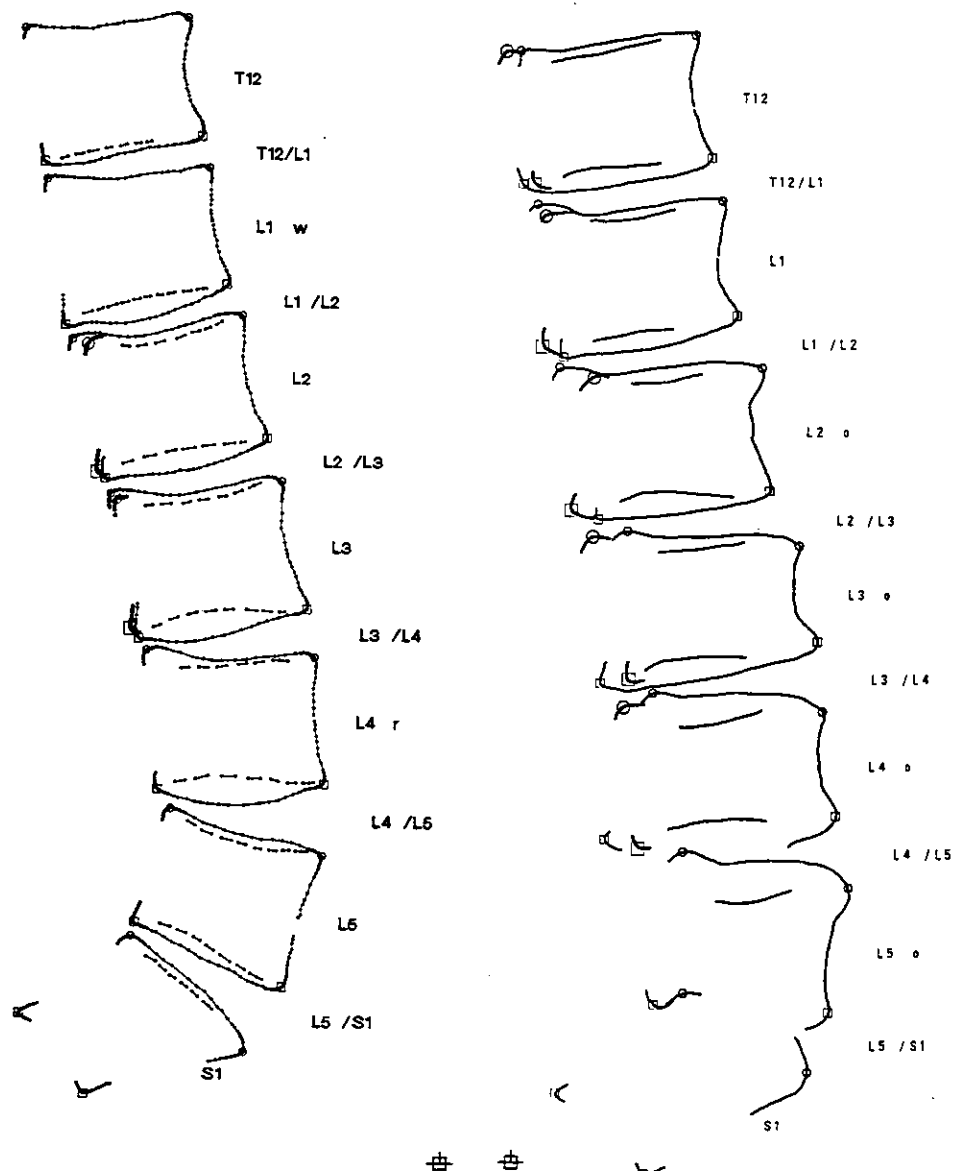 T12
T12/L1
L1 w
L1 /L2
L2
L2 /L3
L3
L3 /L4
L4 r
L4 /L5
L5
L5 /S1
S1
T12
T12/L1
L1
L1 /L2
L2 o
L2 /L3
L3 o
L3 /L4
L4 o
L4 /L5
L5 o
L5 /S1
S1